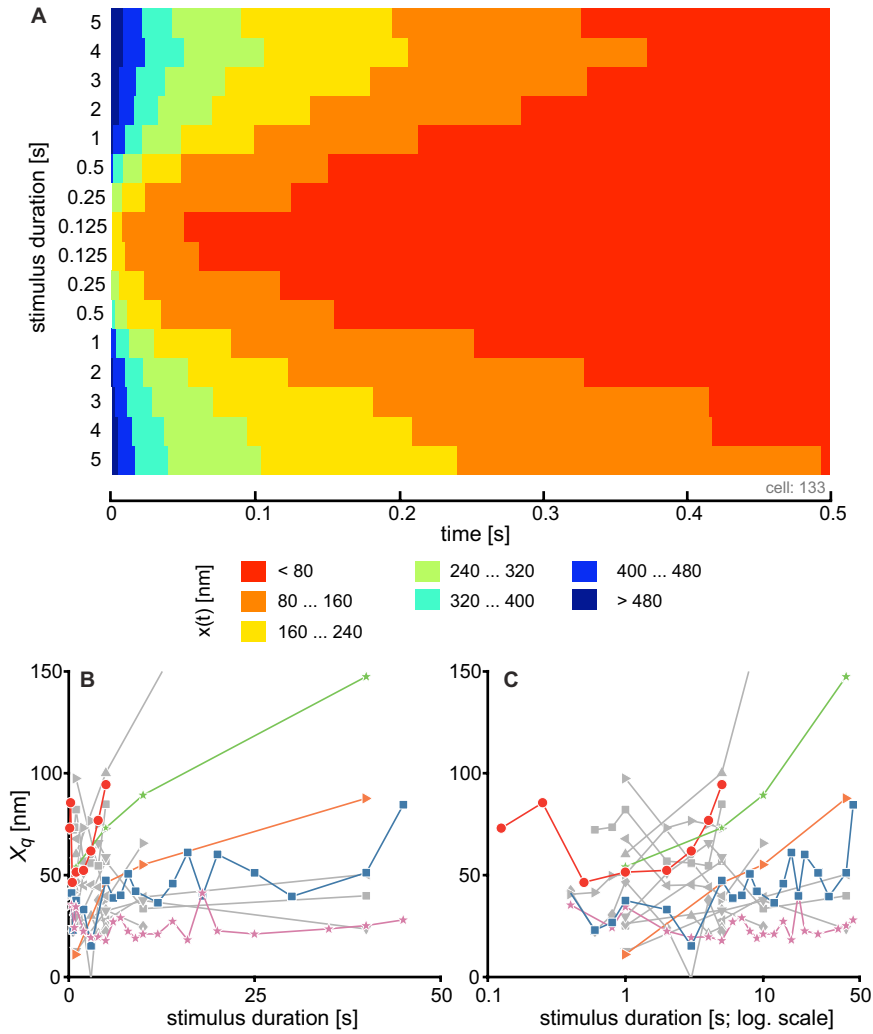 A
stimulus duration [s]
5
4
3
2
1
0.5
0.25
0.125
0.125
0.25
0.5
1
2
3
4
5
cell: 133
0 0.1 0.2 0.3 0.4 0.5
time [s]
x(t) [nm]
< 80 240 ... 320 400 ... 480
80 ... 160 320 ... 400 > 480
160 ... 240
B
Xq [nm]
150
100
50
0
0 25 50
stimulus duration [s]
C
150
100
50
0
0.1 1 10 50
stimulus duration [s; log. scale]